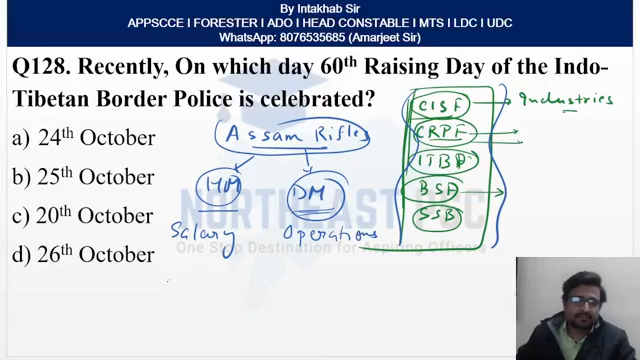 By Intakhab Sir
APPSCCE I FORESTER I ADO I HEAD CONSTABLE I MTS I LDC I UDC
WhatsApp: 8076535685 (Amarjeet Sir)
Q128. Recently, On which day 60th Raising Day of the Indo-
Tibetan Border Police is celebrated?
a) 24th October
b) 25th October
c) 20th October
d) 26th October
Assam Rifles
HM
DM
Salary
Operations
CISF
Industries
CRPF
ITBP
BSF
SSB
One Stop Destination for Aspiring Officers